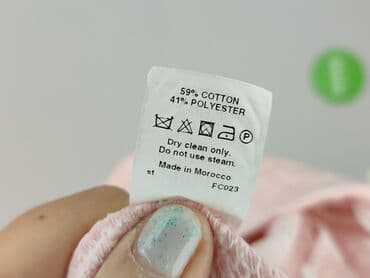 59% COTTON
41% POLYESTER
P
Dry clean only.
Do not use steam.
Made in Morocco
sf
FC023